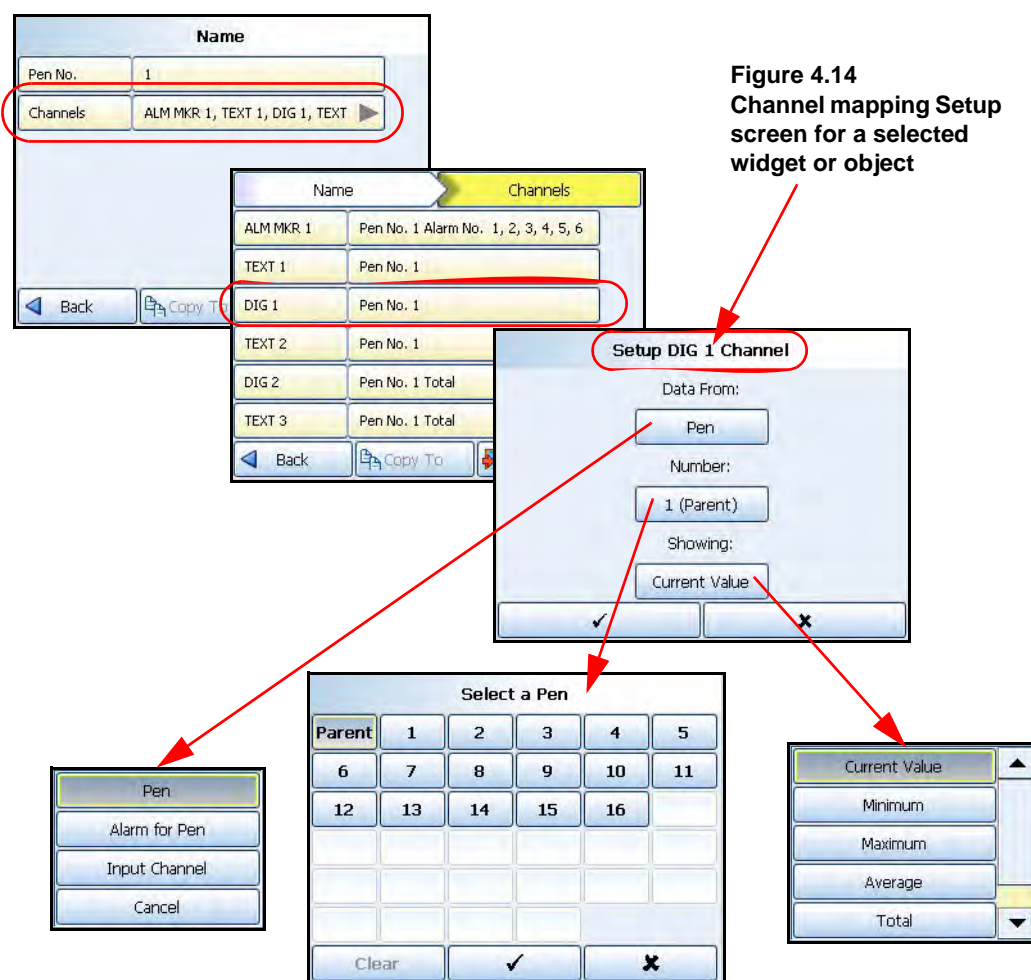 Name
Pen No. 1
Channels ALM MKR 1, TEXT 1, DIG 1, TEXT
Back Copy To
Figure 4.14
Channel mapping Setup
screen for a selected
widget or object
Name Channels
ALM MKR 1 Pen No. 1 Alarm No. 1, 2, 3, 4, 5, 6
TEXT 1 Pen No. 1
DIG 1 Pen No. 1
TEXT 2 Pen No. 1
DIG 2 Pen No. 1 Total
TEXT 3 Pen No. 1 Total
Back Copy To
Setup DIG 1 Channel
Data From:
Pen
Number:
1 (Parent)
Showing:
Current Value
Pen
Alarm for Pen
Input Channel
Cancel
Select a Pen
Parent 1 2 3 4 5
6 7 8 9 10 11
12 13 14 15 16
Clear
Current Value
Minimum
Maximum
Average
Total